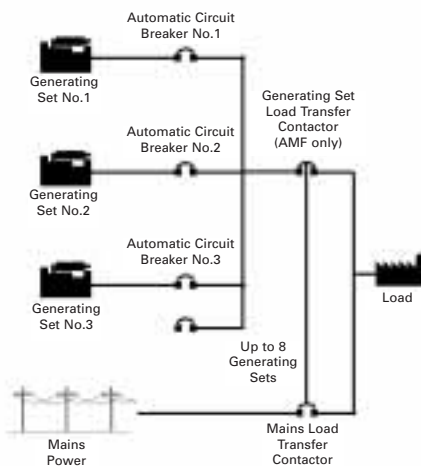 Automatic Circuit
Breaker No.1
Generating
Set No.1
Generating Set
Load Transfer
Contactor
(AMF only)
Automatic Circuit
Breaker No.2
Generating
Set No.2
Automatic Circuit
Breaker No.3
Generating
Set No.3
Load
Up to 8
Generating
Sets
Mains
Power
Mains Load
Transfer
Contactor